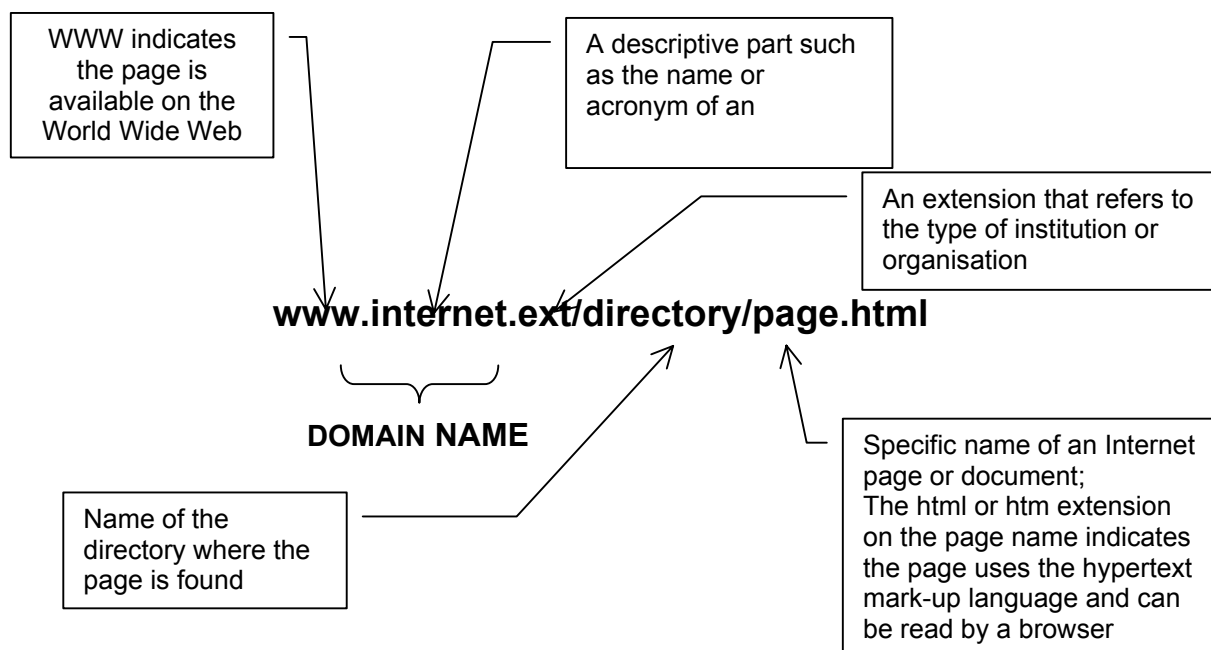 WWW indicates
the page is
available on the
World Wide Web
A descriptive part such
as the name or
acronym of an
An extension that refers to
the type of institution or
organisation
www.internet.ext/directory/page.html
DOMAIN NAME
Name of the
directory where the
page is found
Specific name of an Internet
page or document;
The html or htm extension
on the page name indicates
the page uses the hypertext
mark-up language and can
be read by a browser